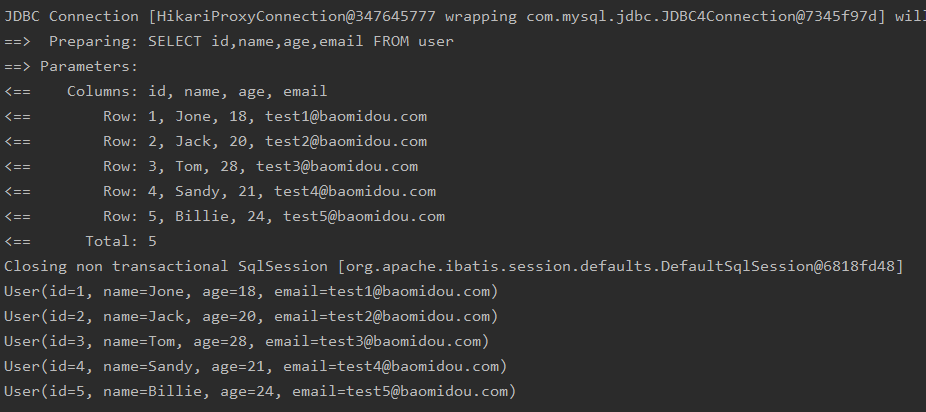 JDBC Connection [HikariProxyConnection@347645777 wrapping com.mysql.jdbc.JDBC4Connection@7345f97d] will
==>  Preparing: SELECT id,name,age,email FROM user
==> Parameters:
<==    Columns: id, name, age, email
<==        Row: 1, Jone, 18, test1@baomidou.com
<==        Row: 2, Jack, 20, test2@baomidou.com
<==        Row: 3, Tom, 28, test3@baomidou.com
<==        Row: 4, Sandy, 21, test4@baomidou.com
<==        Row: 5, Billie, 24, test5@baomidou.com
<==      Total: 5
Closing non transactional SqlSession [org.apache.ibatis.session.defaults.DefaultSqlSession@6818fd48]
User(id=1, name=Jone, age=18, email=test1@baomidou.com)
User(id=2, name=Jack, age=20, email=test2@baomidou.com)
User(id=3, name=Tom, age=28, email=test3@baomidou.com)
User(id=4, name=Sandy, age=21, email=test4@baomidou.com)
User(id=5, name=Billie, age=24, email=test5@baomidou.com)